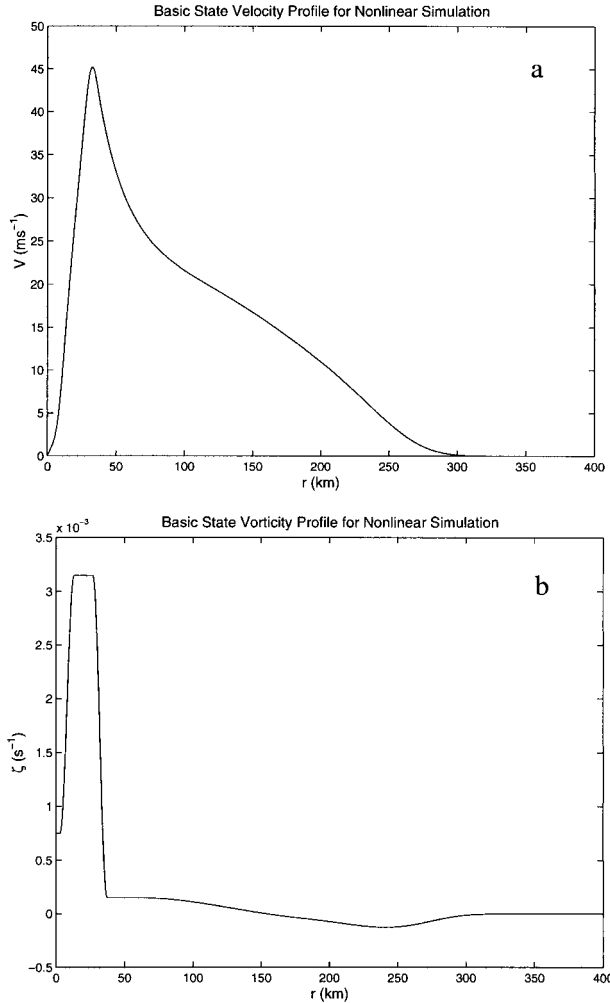 Basic State Velocity Profile for Nonlinear Simulation
a
50
45
40
35
30
25
20
15
10
5
0
V (ms⁻¹)
0 50 100 150 200 250 300 350 400
r (km)
x 10⁻³
Basic State Vorticity Profile for Nonlinear Simulation
b
3.5
3
2.5
2
1.5
1
0.5
0
-0.5
ζ (s⁻¹)
0 50 100 150 200 250 300 350 400
r (km)